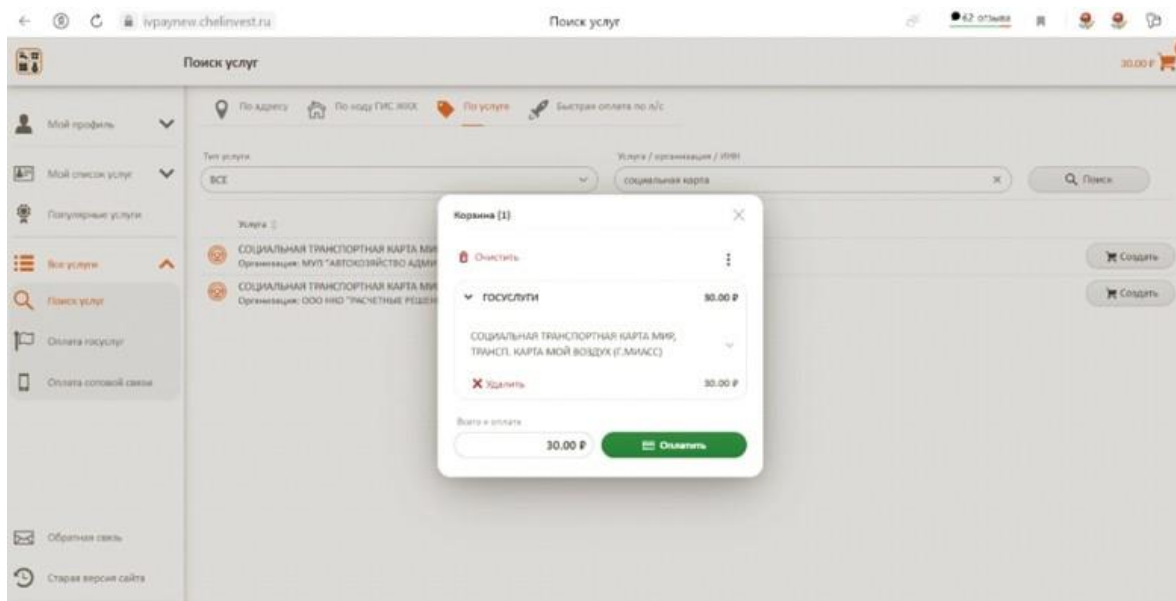 ivpaynew.chelinvest.ru
Поиск услуг
62 отзыва
Поиск услуг
30.00 ₽
Мой профиль
Мой список услуг
Популярные услуги
Все услуги
Поиск услуг
Оплата госуслуг
Оплата сотовой связи
Обратная связь
Старая версия сайта
По адресу
По коду ГИС ЖКХ
По услуге
Быстрая оплата по л/с
Тип услуги
ВСЕ
Услуга / организация / ИНН
социальная карта
Поиск
Услуга
СОЦИАЛЬНАЯ ТРАНСПОРТНАЯ КАРТА МИ
Организация: МУП "АВТОХОЗЯЙСТВО АДМИ
Создать
СОЦИАЛЬНАЯ ТРАНСПОРТНАЯ КАРТА МИ
Организация: ООО НКО "РАСЧЕТНЫЕ РЕШЕН
Создать
Корзина (1)
Очистить
ГОСУСЛУГИ
30.00 ₽
СОЦИАЛЬНАЯ ТРАНСПОРТНАЯ КАРТА МИР,
ТРАНСП. КАРТА МОЙ ВОЗДУХ (Г.МИАСС)
Удалить
30.00 ₽
Всего к оплате
30.00 ₽
Оплатить